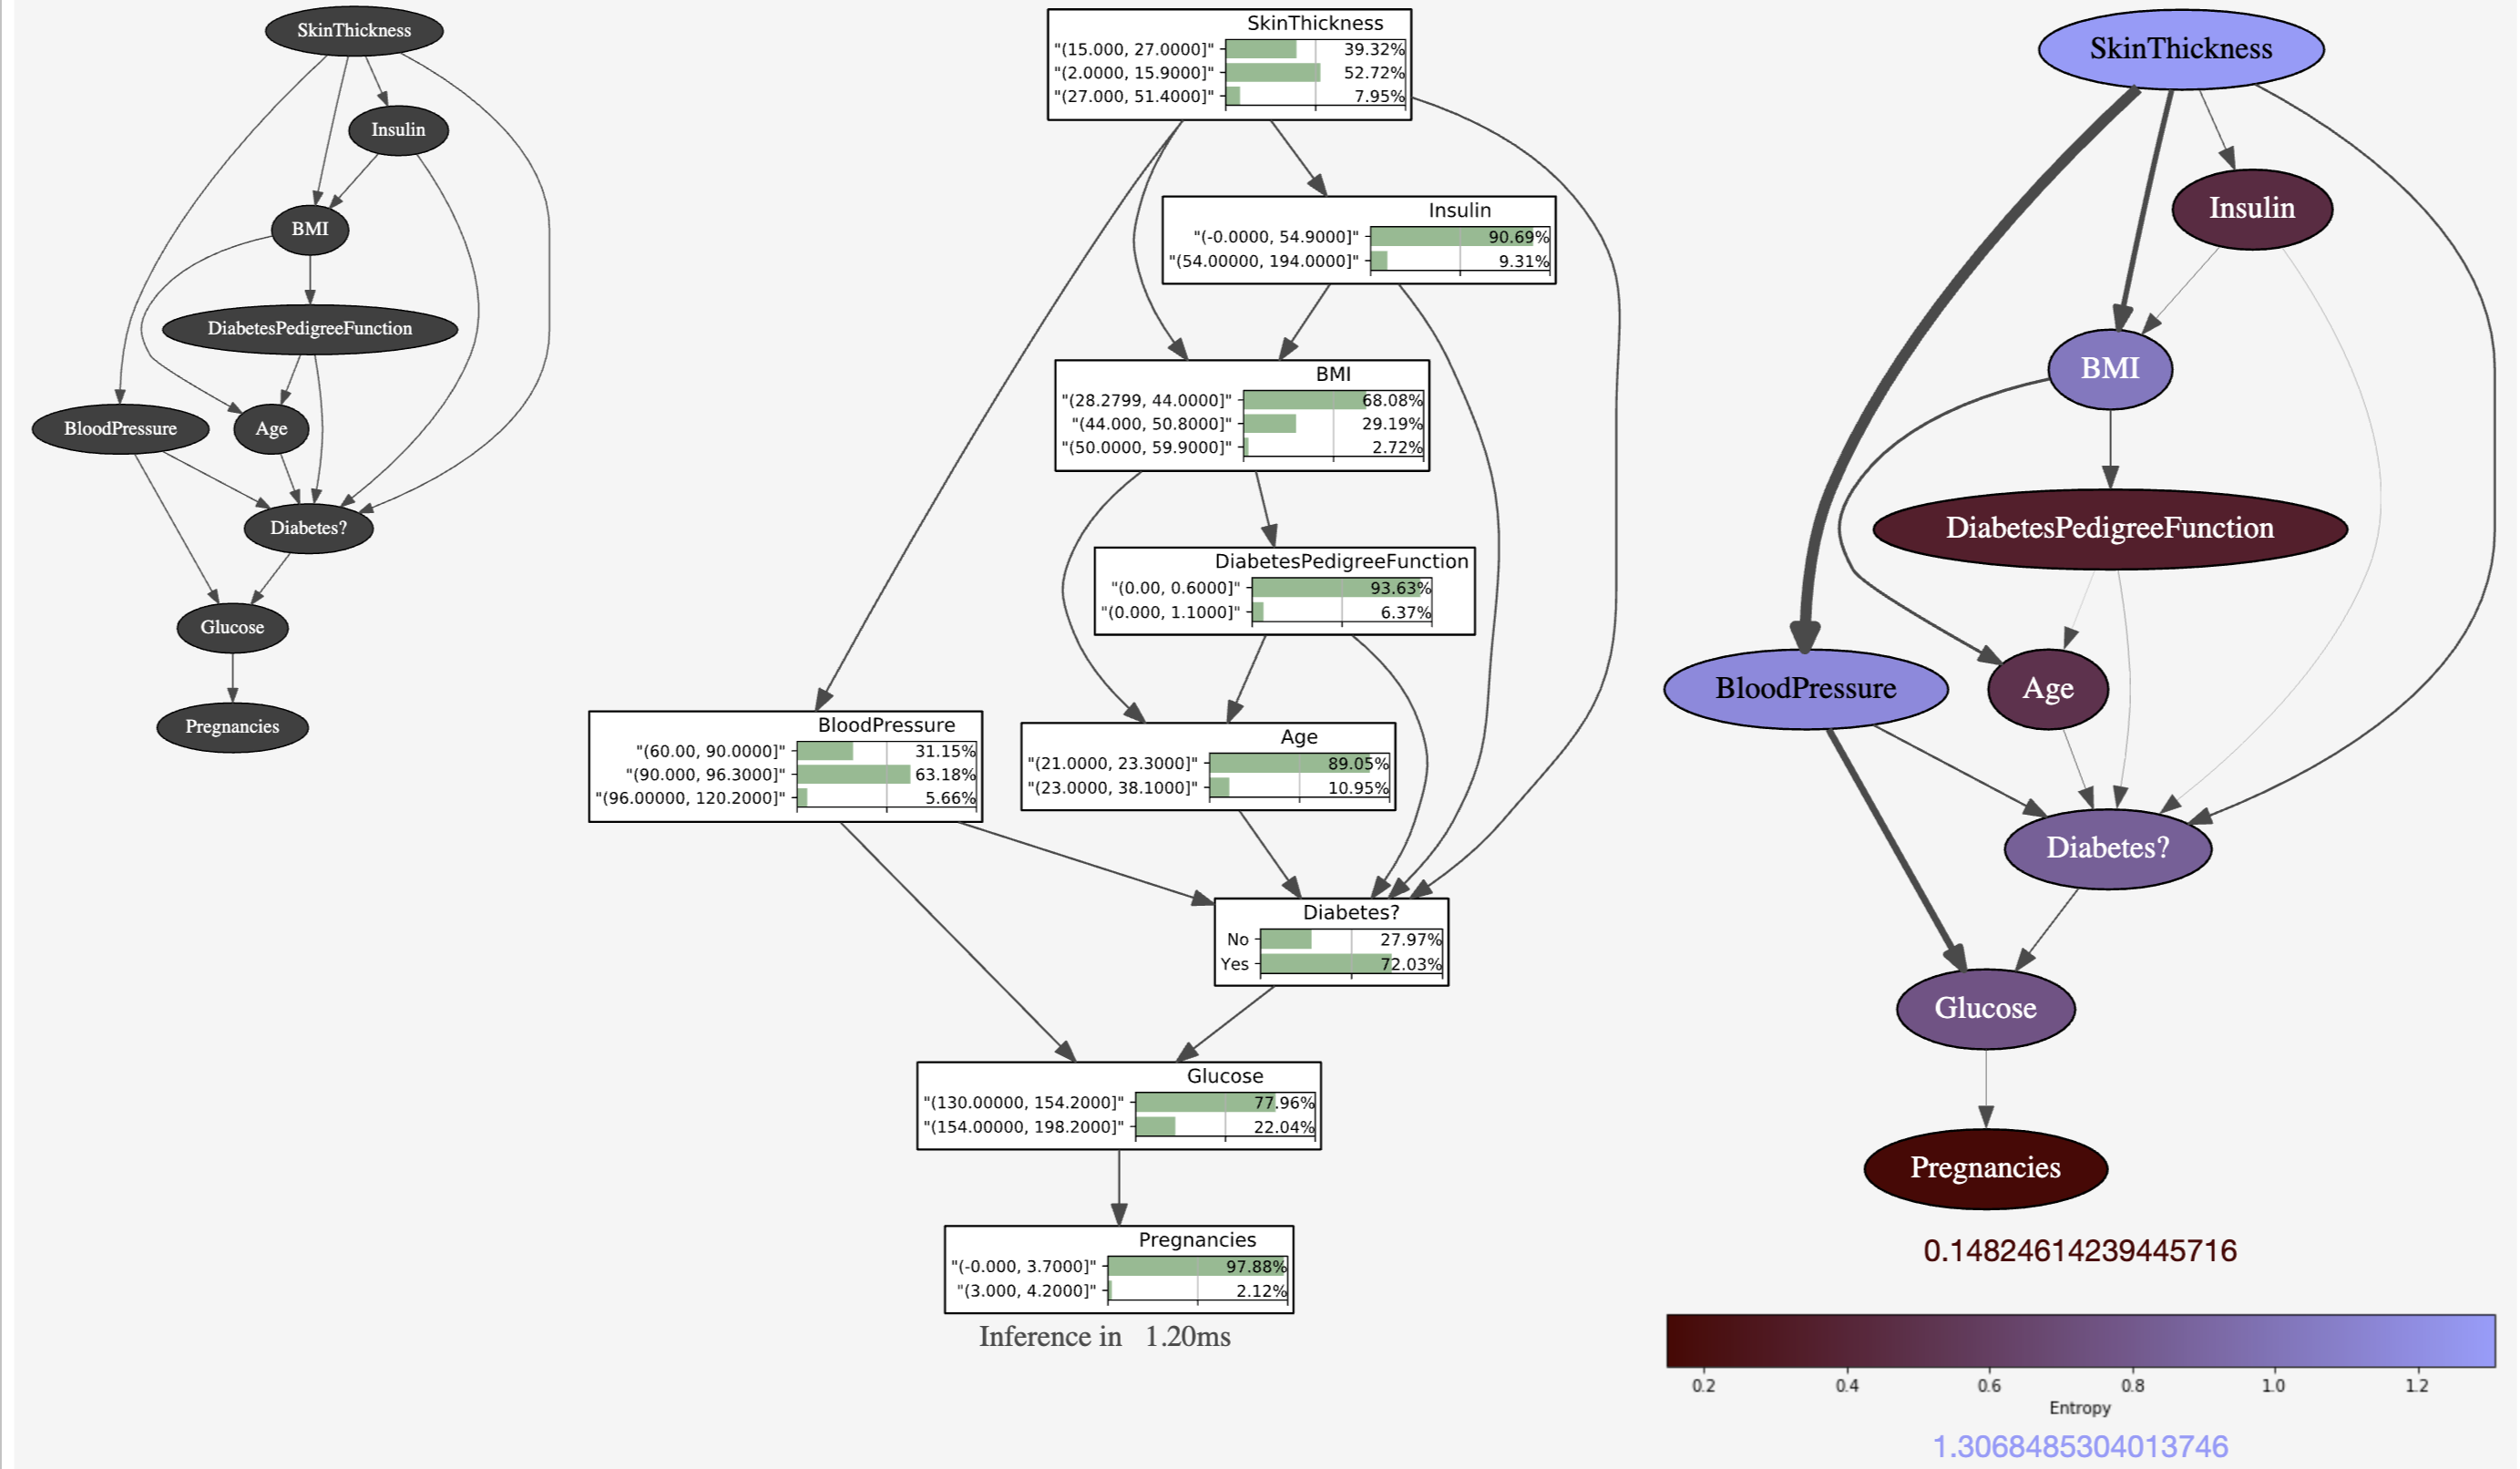 SkinThickness
Insulin
BMI
DiabetesPedigreeFunction
BloodPressure
Age
Diabetes?
Glucose
Pregnancies
SkinThickness
"(15.000, 27.0000]" 39.32%
"(2.0000, 15.9000]" 52.72%
"(27.000, 51.4000]" 7.95%
Insulin
"(-0.0000, 54.9000]" 90.69%
"(54.00000, 194.0000]" 9.31%
BMI
"(28.2799, 44.0000]" 68.08%
"(44.000, 50.8000]" 29.19%
"(50.0000, 59.9000]" 2.72%
DiabetesPedigreeFunction
"(0.00, 0.6000]" 93.63%
"(0.000, 1.1000]" 6.37%
BloodPressure
"(60.00, 90.0000]" 31.15%
"(90.000, 96.3000]" 63.18%
"(96.00000, 120.2000]" 5.66%
Age
"(21.0000, 23.3000]" 89.05%
"(23.0000, 38.1000]" 10.95%
Diabetes?
No 27.97%
Yes 72.03%
Glucose
"(130.00000, 154.2000]" 77.96%
"(154.00000, 198.2000]" 22.04%
Pregnancies
"(-0.000, 3.7000]" 97.88%
"(3.000, 4.2000]" 2.12%
Inference in 1.20ms
SkinThickness
Insulin
BMI
DiabetesPedigreeFunction
BloodPressure
Age
Diabetes?
Glucose
Pregnancies
0.14824614239445716
0.2 0.4 0.6 0.8 1.0 1.2
Entropy
1.3068485304013746